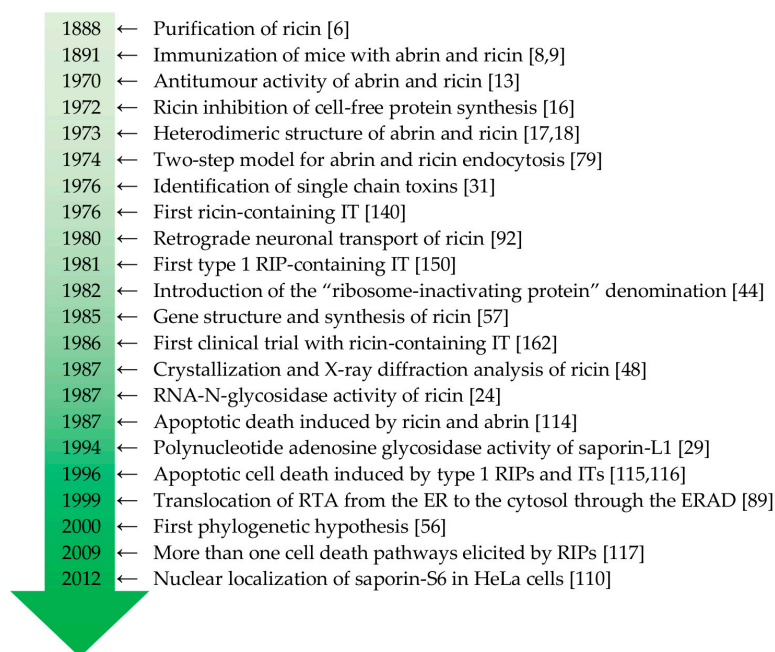 1888 ← Purification of ricin [6]
1891 ← Immunization of mice with abrin and ricin [8,9]
1970 ← Antitumour activity of abrin and ricin [13]
1972 ← Ricin inhibition of cell-free protein synthesis [16]
1973 ← Heterodimeric structure of abrin and ricin [17,18]
1974 ← Two-step model for abrin and ricin endocytosis [79]
1976 ← Identification of single chain toxins [31]
1976 ← First ricin-containing IT [140]
1980 ← Retrograde neuronal transport of ricin [92]
1981 ← First type 1 RIP-containing IT [150]
1982 ← Introduction of the “ribosome-inactivating protein” denomination [44]
1985 ← Gene structure and synthesis of ricin [57]
1986 ← First clinical trial with ricin-containing IT [162]
1987 ← Crystallization and X-ray diffraction analysis of ricin [48]
1987 ← RNA-N-glycosidase activity of ricin [24]
1987 ← Apoptotic death induced by ricin and abrin [114]
1994 ← Polynucleotide adenosine glycosidase activity of saporin-L1 [29]
1996 ← Apoptotic cell death induced by type 1 RIPs and ITs [115,116]
1999 ← Translocation of RTA from the ER to the cytosol through the ERAD [89]
2000 ← First phylogenetic hypothesis [56]
2009 ← More than one cell death pathways elicited by RIPs [117]
2012 ← Nuclear localization of saporin-S6 in HeLa cells [110]